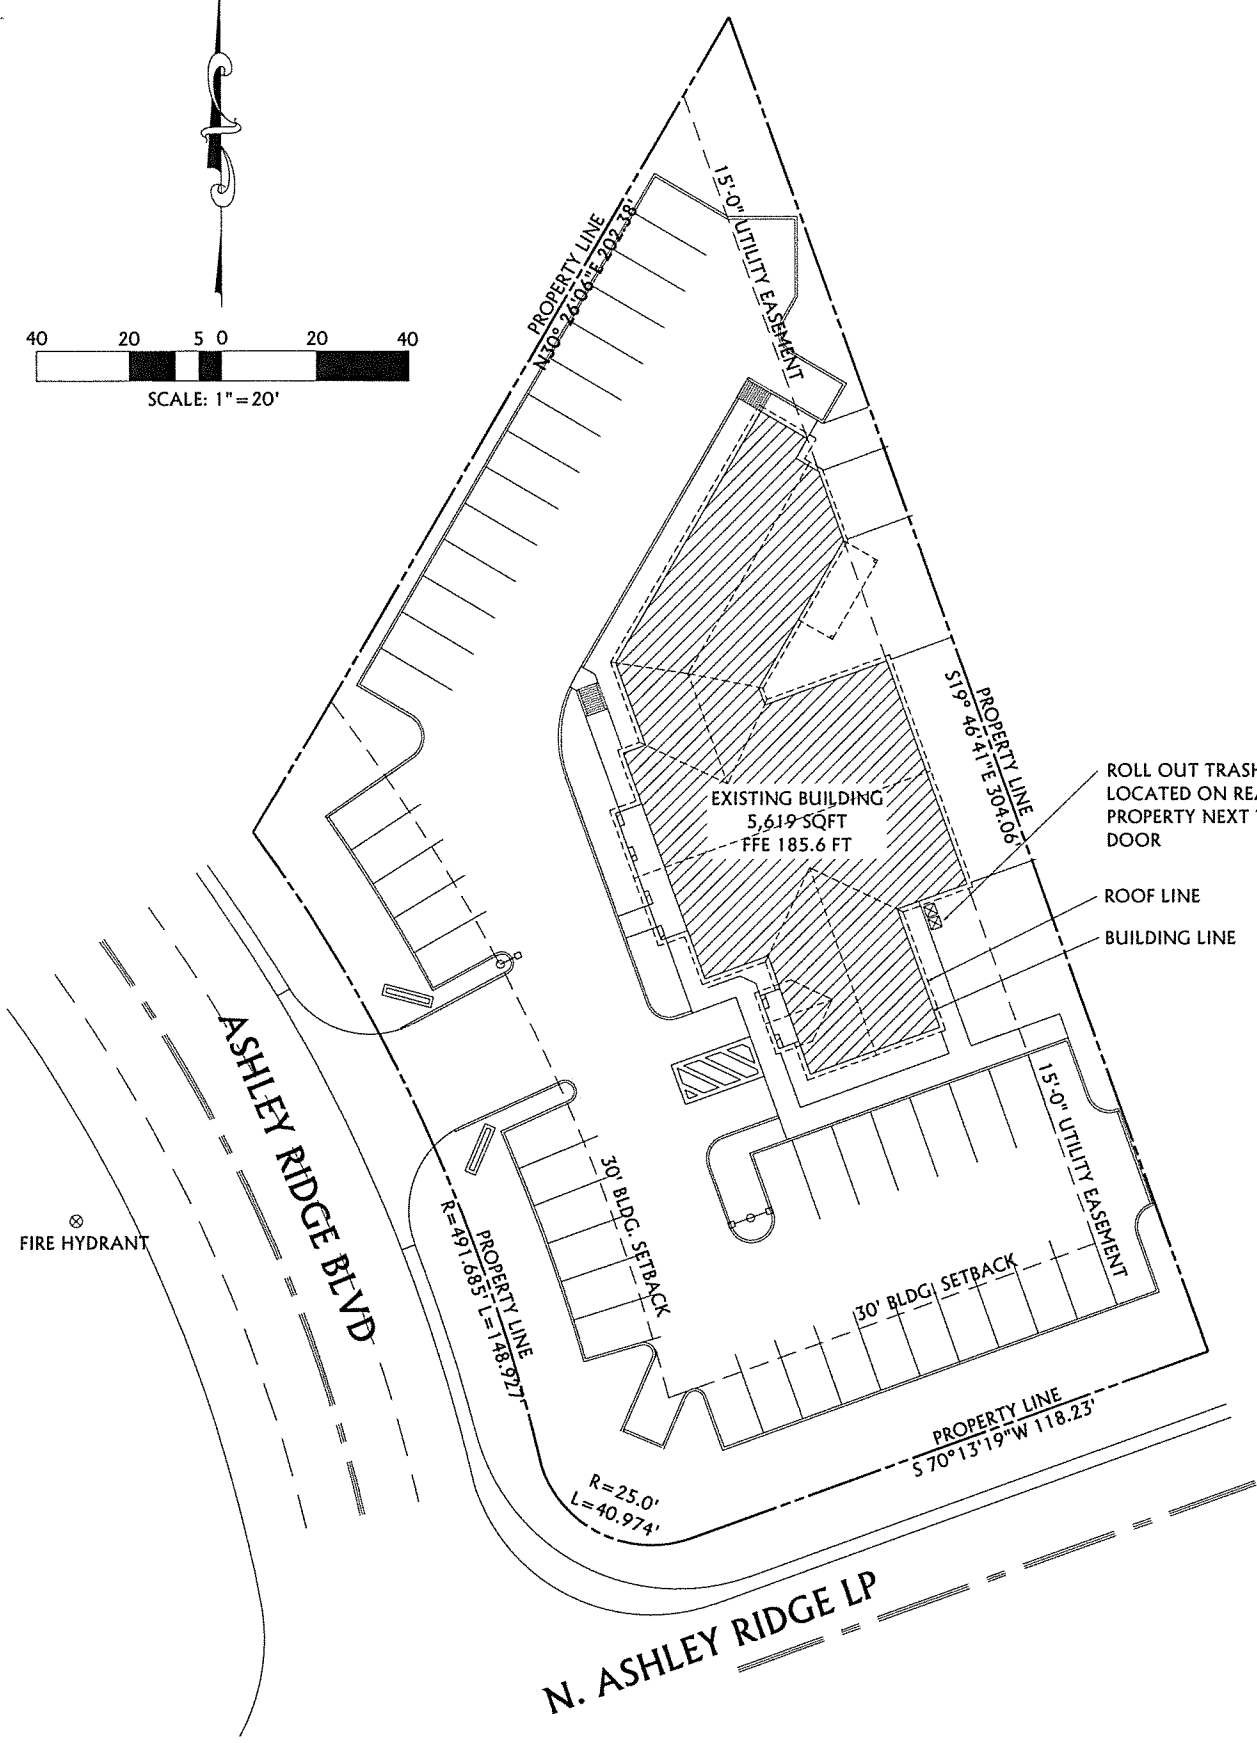 40 20 5 0 20 40
SCALE: 1"=20'
PROPERTY LINE
N30° 26'06"E 202.38'
15'-0" UTILITY EASEMENT
PROPERTY LINE
S19° 46'41"E 304.06'
EXISTING BUILDING
5,619 SQFT
FFE 185.6 FT
ROLL OUT TRASH
LOCATED ON
PROPERTY NEXT
DOOR
ROOF LINE
BUILDING LINE
ASHLEY RIDGE BLVD
FIRE HYDRANT
PROPERTY LINE
R=491.685' L=148.927'
30' BLDG. SETBACK
15'-0" UTILITY EASEMENT
30' BLDG. SETBACK
PROPERTY LINE
S 70°13'19"W 118.23'
R=25.0'
L=40.974'
N. ASHLEY RIDGE LP